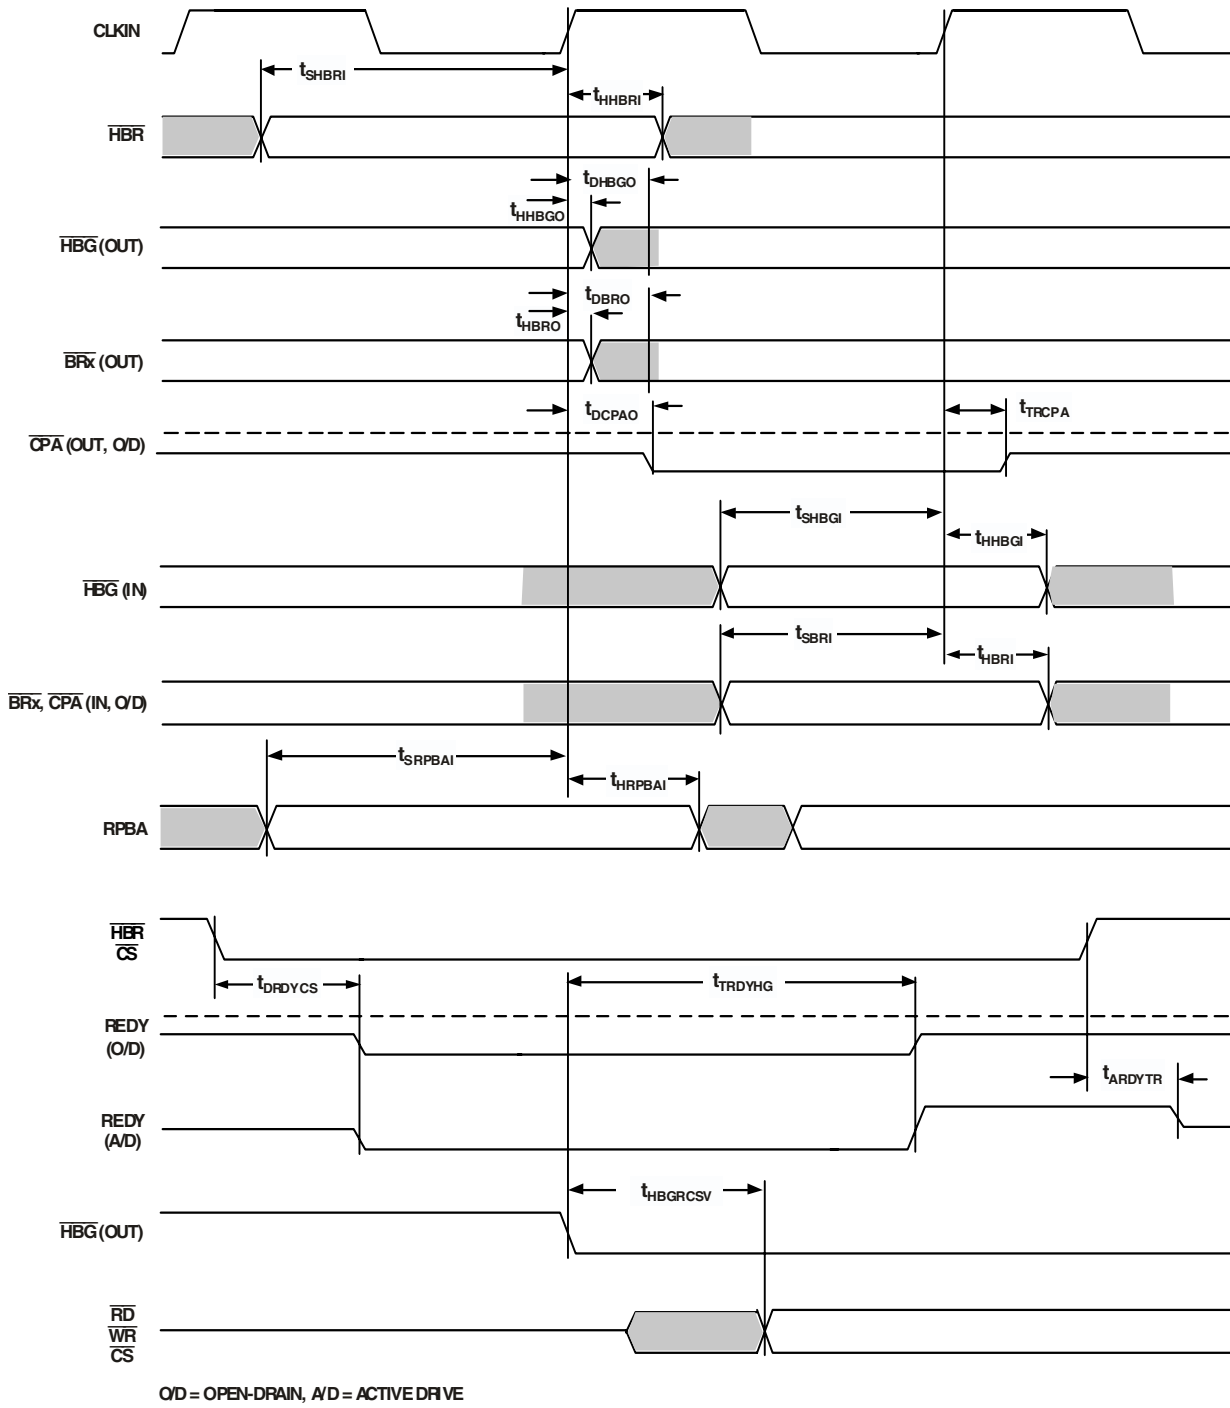 CLKIN
tSHBRI
tHHBRI
HBR
tDHBGO
tHHBGO
HBG (OUT)
tDBRO
tHBRO
BRx (OUT)
tDCPAO
tTRCPA
CPA (OUT, O/D)
tSHBGI
tHHBGI
HBG (IN)
tSBRI
tHBRI
BRx, CPA (IN, O/D)
tSRPBAI
tHRPBAI
RPBA
HBR
CS
tDRDYCS
tTRDYHG
REDY
(O/D)
tARDYTR
REDY
(A/D)
tHBGRCSV
HBG (OUT)
RD
WR
CS
O/D = OPEN-DRAIN, A/D = ACTIVE DRIVE